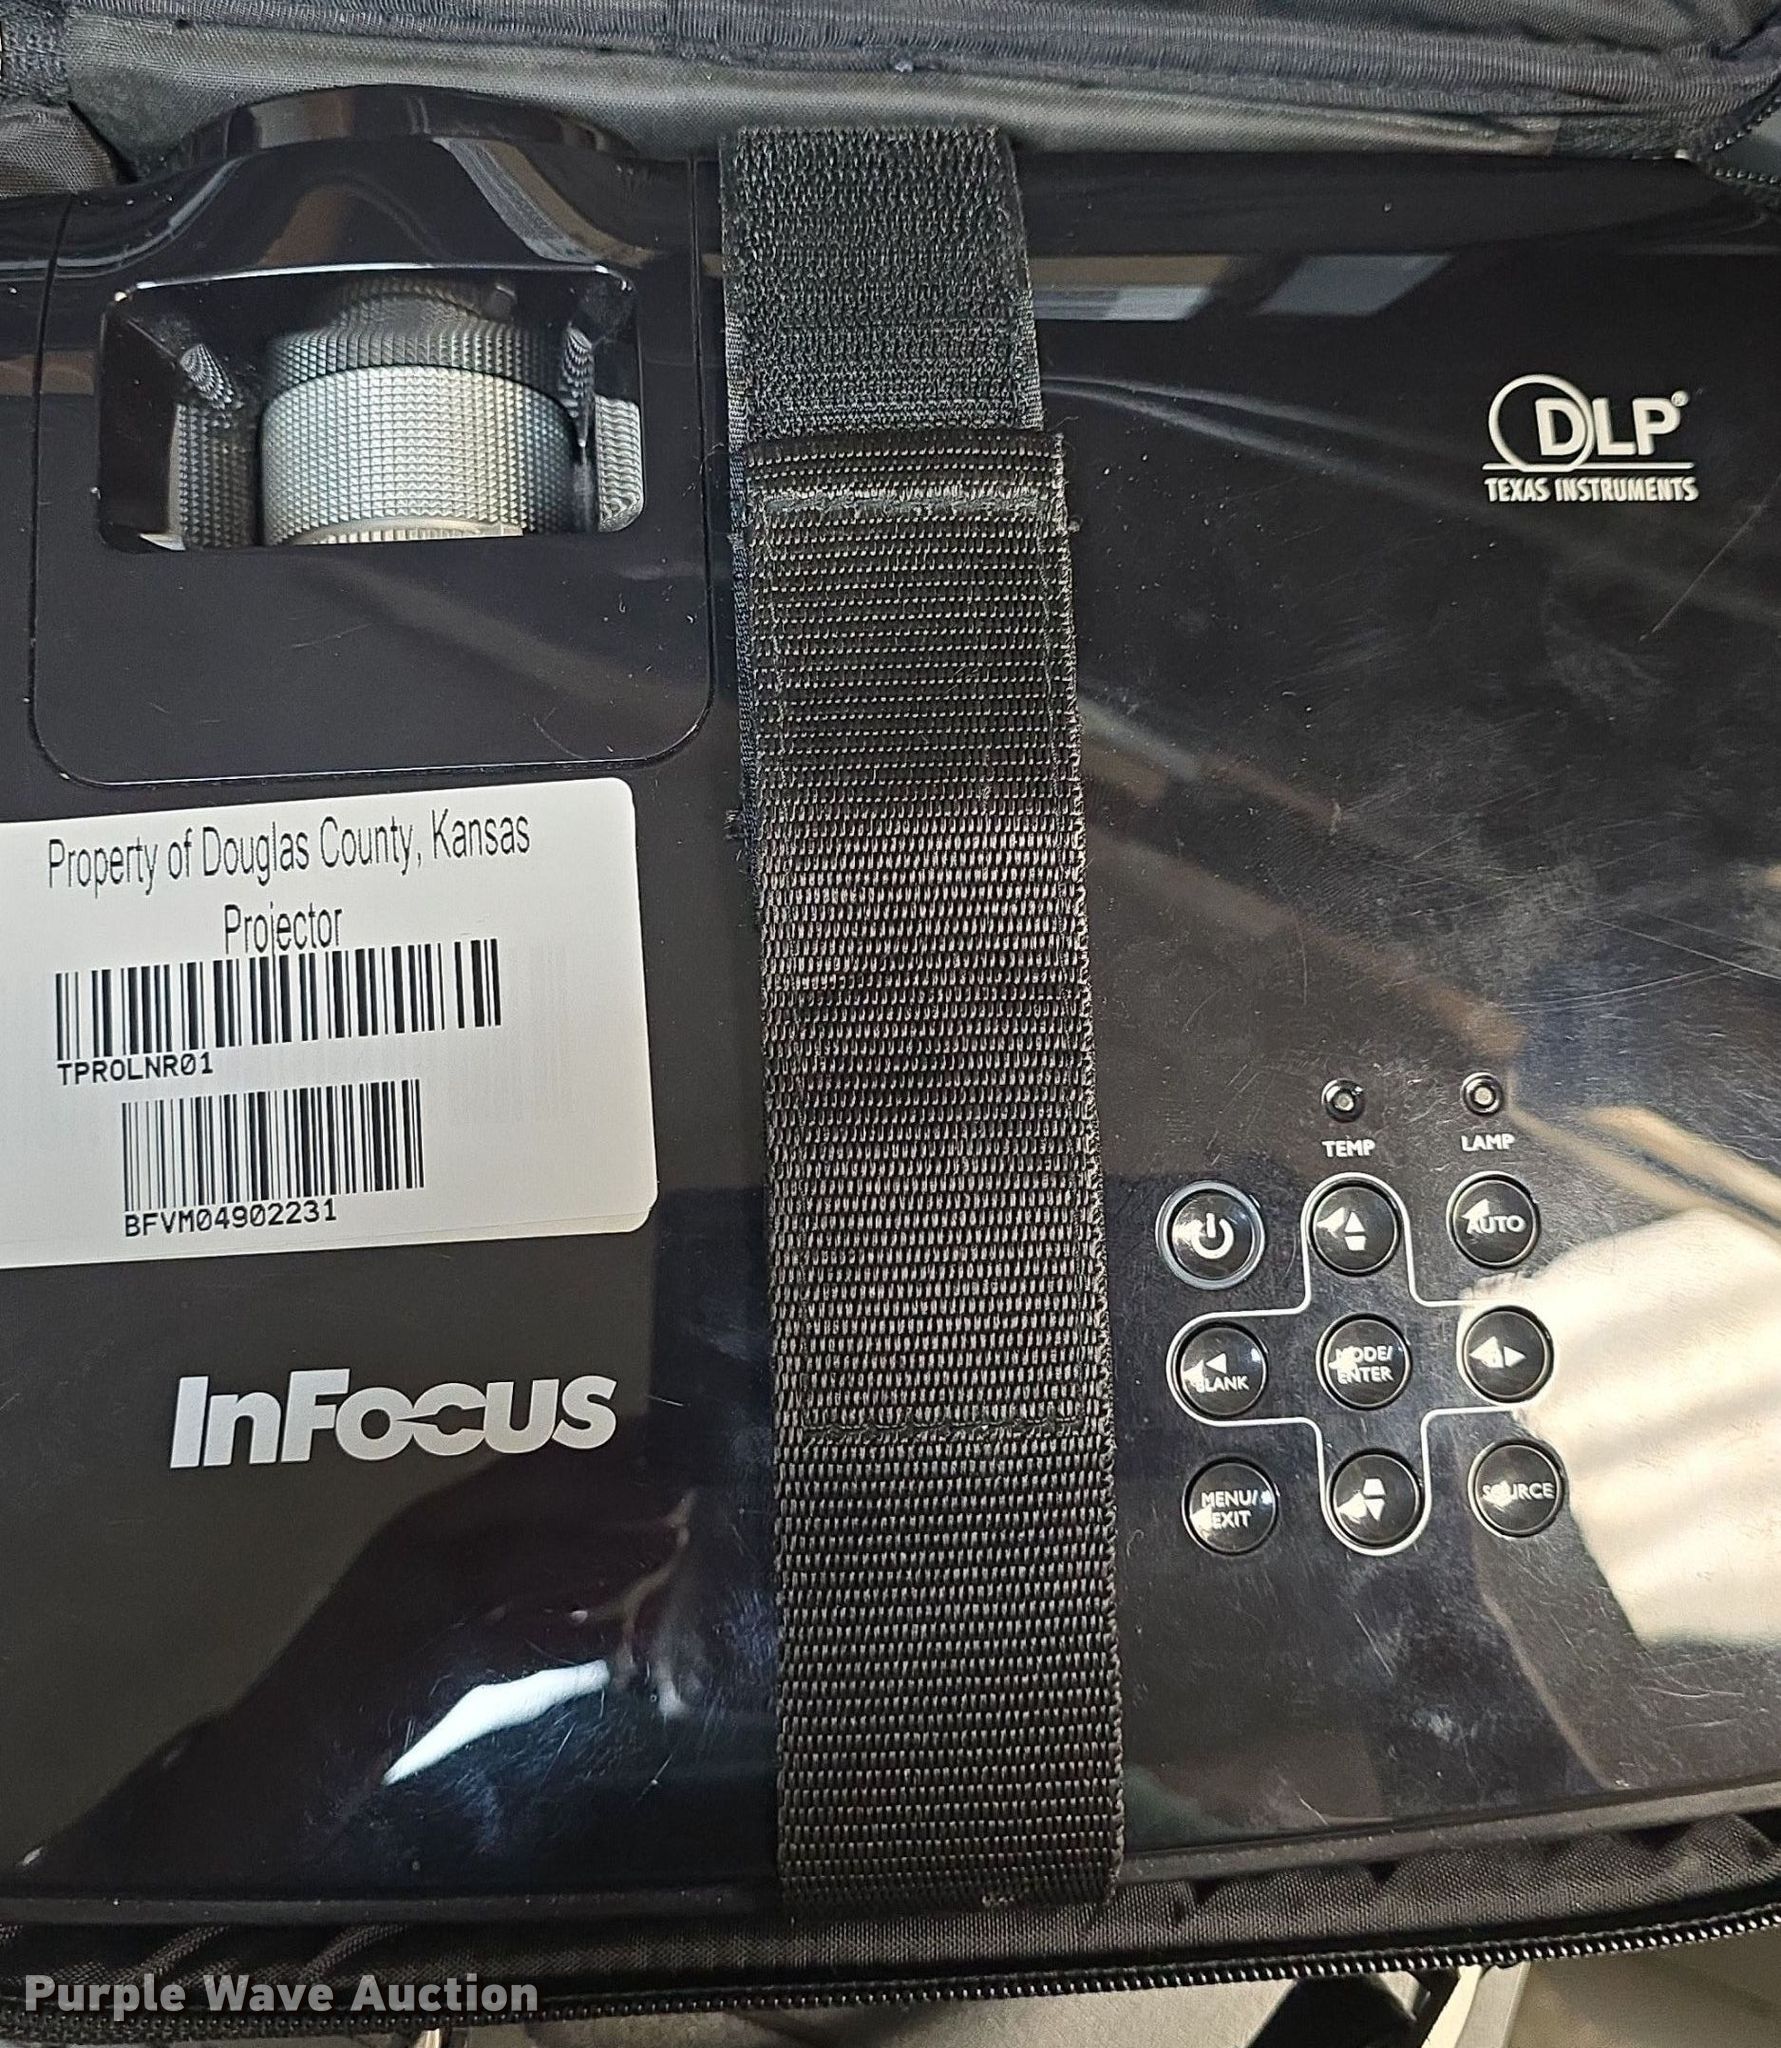 DLP®
TEXAS INSTRUMENTS
Property of Douglas County, Kansas
Projector
TPROLNR01
BFVM04902231
InFocus
TEMP LAMP
AUTO
BLANK
MODE/
ENTER
MENU/
EXIT
SOURCE
Purple Wave Auction